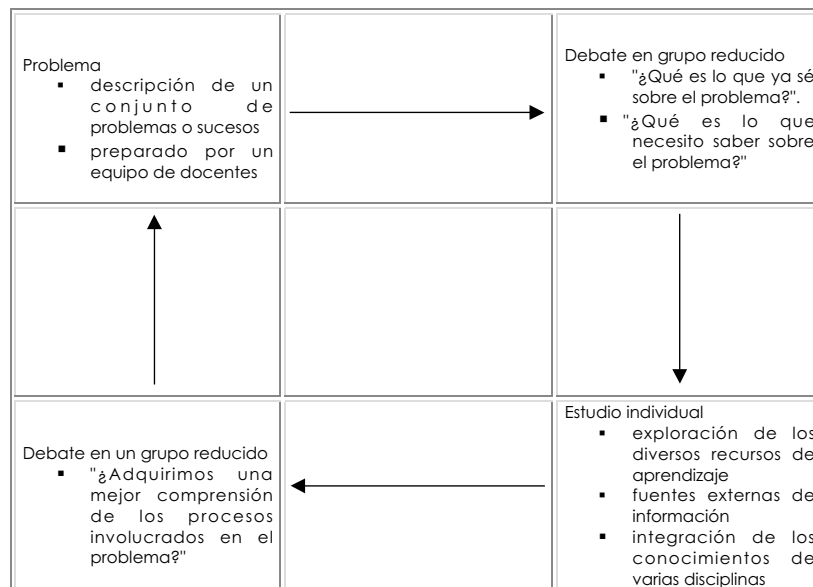 Problema
▪ descripción de un
conjunto de
problemas o sucesos
▪ preparado por un
equipo de docentes
Debate en grupo reducido
▪ "¿Qué es lo que ya sé
sobre el problema?".
▪ "¿Qué es lo que
necesito saber sobre
el problema?"
Debate en un grupo reducido
▪ "¿Adquirimos una
mejor comprensión
de los procesos
involucrados en el
problema?"
Estudio individual
▪ exploración de los
diversos recursos de
aprendizaje
▪ fuentes externas de
información
▪ integración de los
conocimientos de
varias disciplinas